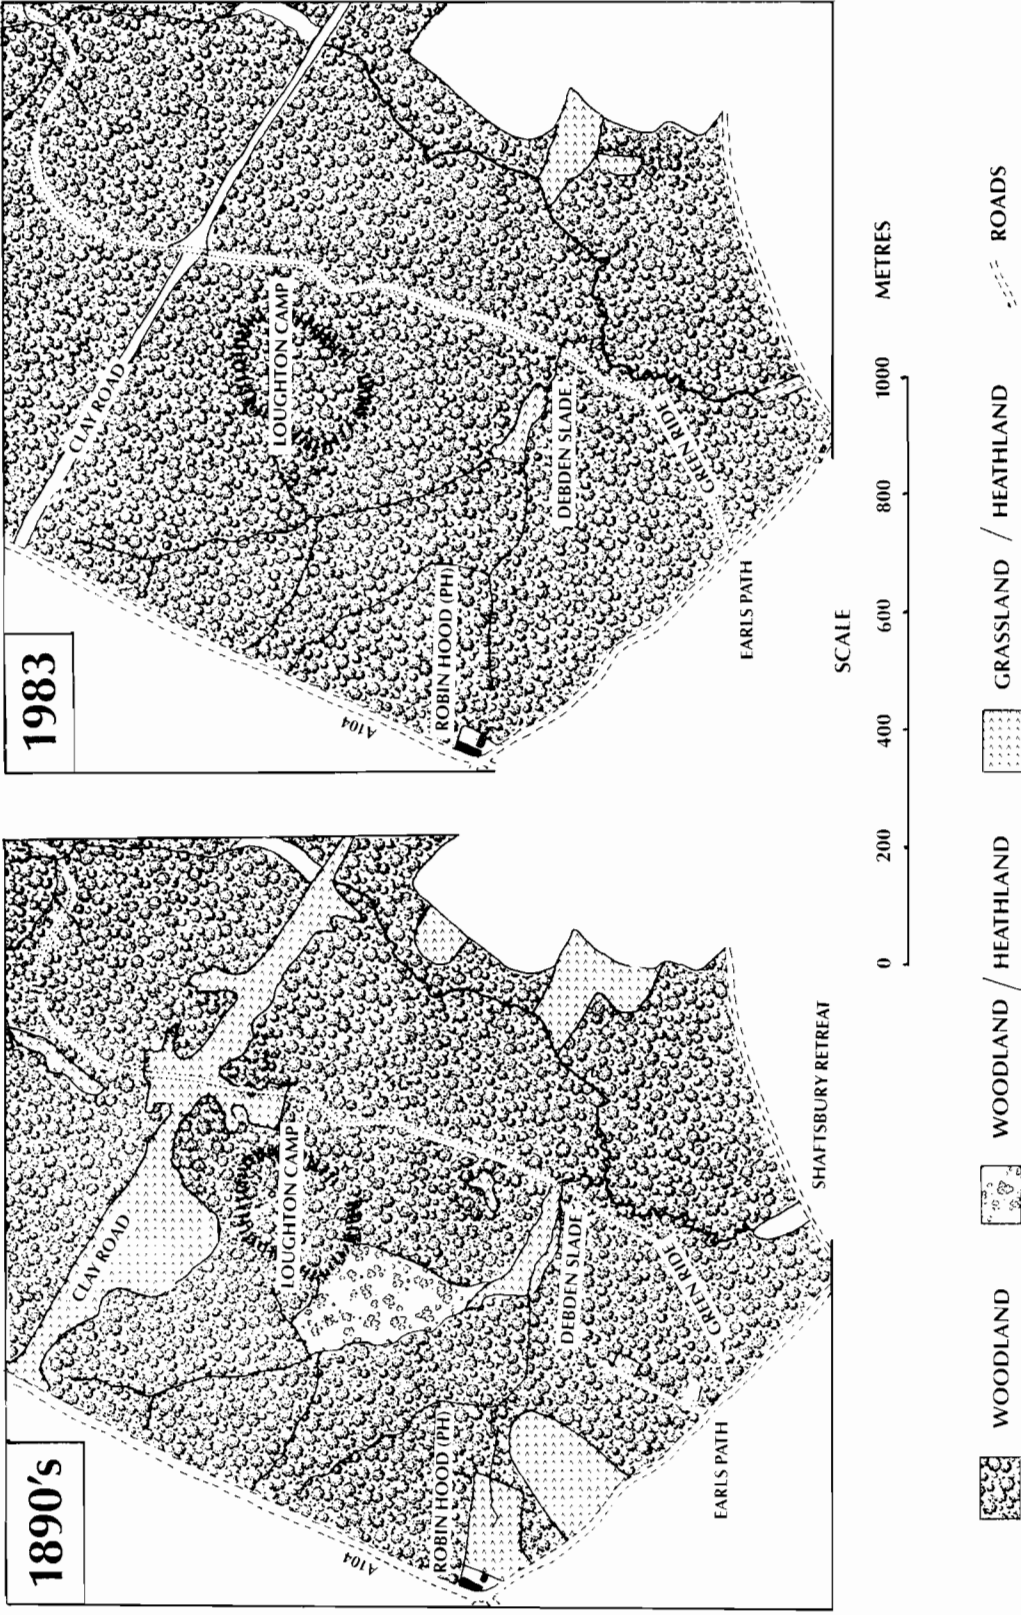 1890's
CLAY ROAD
LOUGHTON CAMP
A104
ROBIN HOOD (PH)
DEBDEN SLADE
GREEN RIDE
EARLS PATH
SHAFTSBURY RETREAT
1983
CLAY ROAD
LOUGHTON CAMP
A104
ROBIN HOOD (PH)
DEBDEN SLADE
GREEN RIDE
EARLS PATH
SCALE
0 200 400 600 800 1000 METRES
WOODLAND WOODLAND / HEATHLAND GRASSLAND / HEATHLAND ROADS